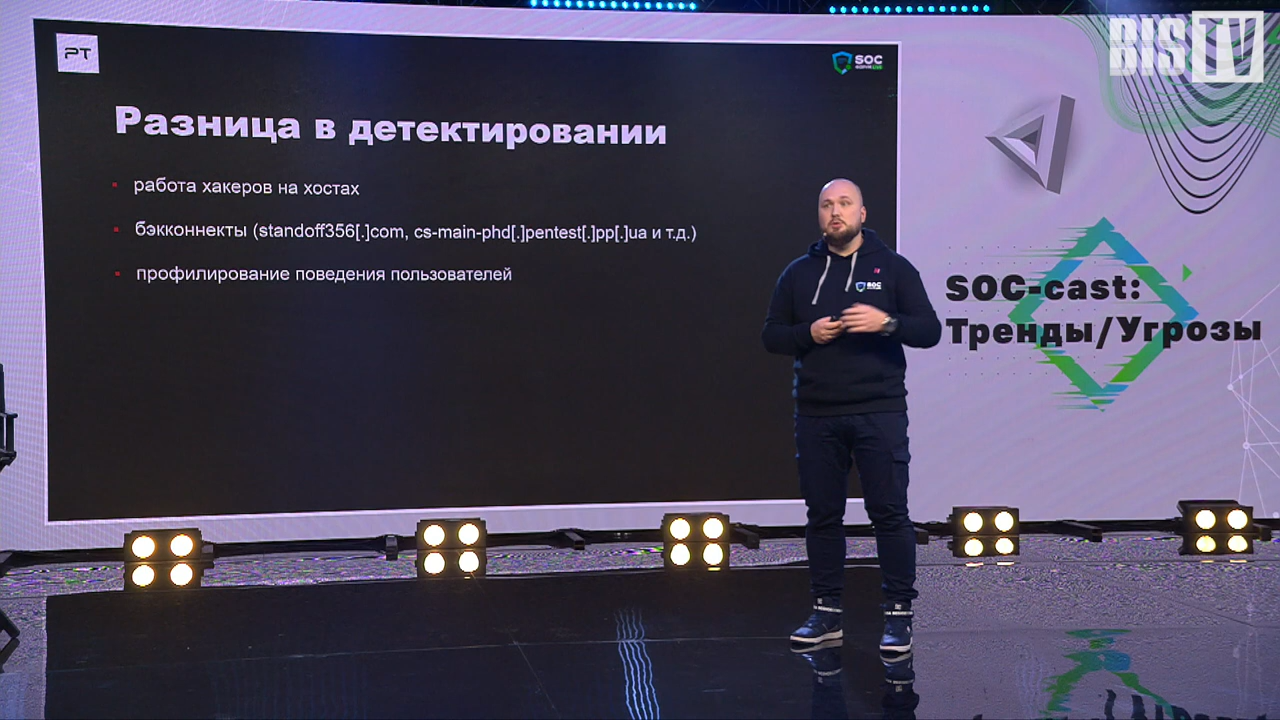 PT
SOC
BIS TV
Разница в детектировании
работа хакеров на хостах
бэкконнекты (standoff356[.]com, cs-main-phd[.]pentest[.]pp[.]ua и т.д.)
профилирование поведения пользователей
SOC
SOC-cast:
Тренды/Угрозы